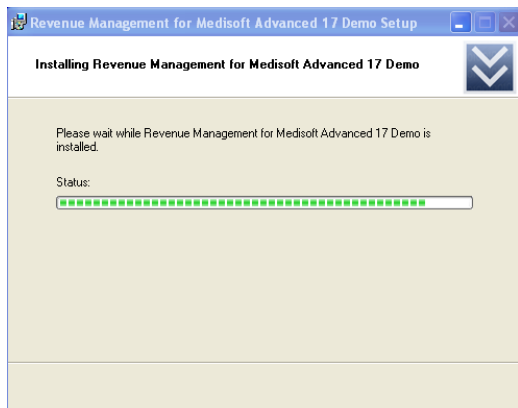 Revenue Management for Medisoft Advanced 17 Demo Setup
Installing Revenue Management for Medisoft Advanced 17 Demo
Please wait while Revenue Management for Medisoft Advanced 17 Demo is
installed.
Status: